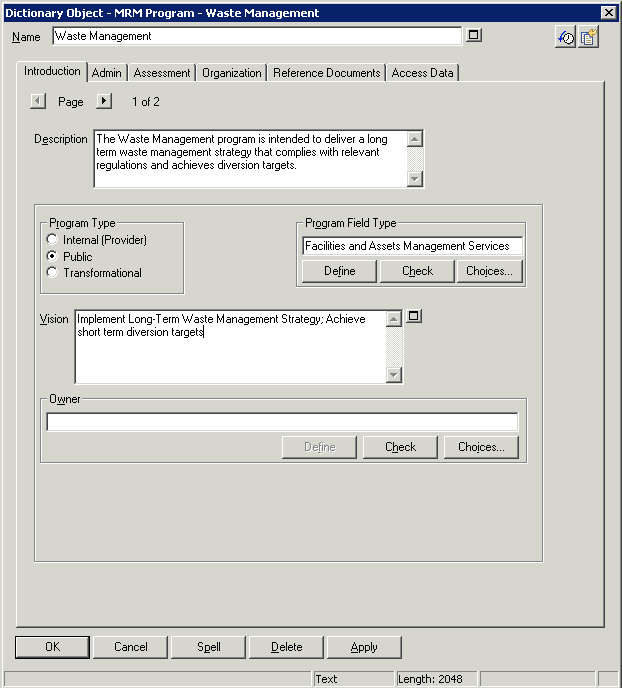 Dictionary Object - MRM Program - Waste Management
Name Waste Management
Introduction Admin Assessment Organization Reference Documents Access Data
Page 1 of 2
Description The Waste Management program is intended to deliver a long
term waste management strategy that complies with relevant
regulations and achieves diversion targets.
Program Type Program Field Type
Internal (Provider)
Facilities and Assets Management Services
Public
Transformational
Define Check Choices...
Vision Implement Long-Term Waste Management Strategy; Achieve
short term diversion targets
Owner
Define Check Choices...
OK Cancel Spell Delete Apply
Text Length: 2048